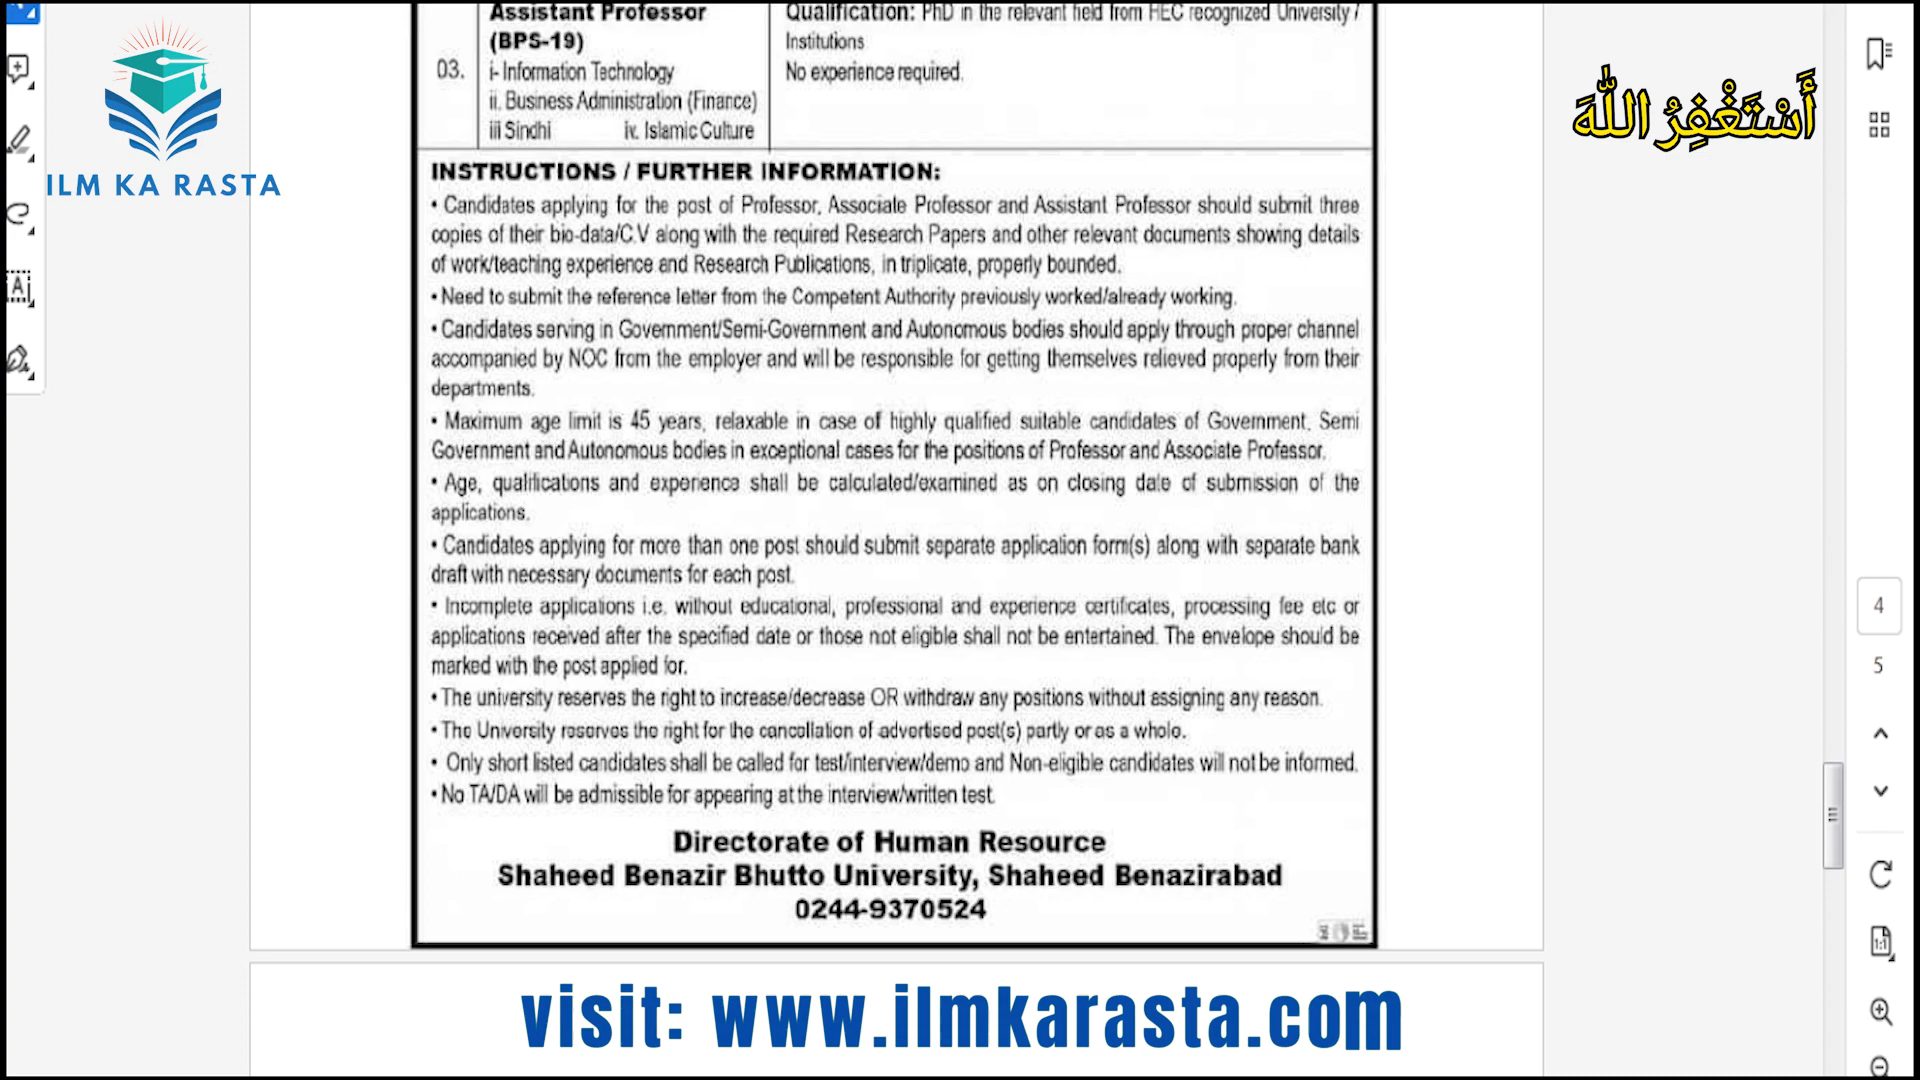 Assistant Professor
(BPS-19)
03.
i- Information Technology
ii. Business Administration (Finance)
iii Sindhi iv. Islamic Culture
Qualification: PhD in the relevant field from HEC recognized University /
Institutions
No experience required.
ILM KA RASTA
أَسْتَغْفِرُ اللّٰهَ
INSTRUCTIONS / FURTHER INFORMATION:
• Candidates applying for the post of Professor, Associate Professor and Assistant Professor should submit three
copies of their bio-data/C.V along with the required Research Papers and other relevant documents showing details
of work/teaching experience and Research Publications, in triplicate, properly bounded.
• Need to submit the reference letter from the Competent Authority previously worked/already working.
• Candidates serving in Government/Semi-Government and Autonomous bodies should apply through proper channel
accompanied by NOC from the employer and will be responsible for getting themselves relieved properly from their
departments.
• Maximum age limit is 45 years, relaxable in case of highly qualified suitable candidates of Government, Semi
Government and Autonomous bodies in exceptional cases for the positions of Professor and Associate Professor.
• Age, qualifications and experience shall be calculated/examined as on closing date of submission of the
applications.
• Candidates applying for more than one post should submit separate application form(s) along with separate bank
draft with necessary documents for each post.
• Incomplete applications i.e. without educational, professional and experience certificates, processing fee etc or
applications received after the specified date or those not eligible shall not be entertained. The envelope should be
marked with the post applied for.
• The university reserves the right to increase/decrease OR withdraw any positions without assigning any reason.
• The University reserves the right for the cancellation of advertised post(s) partly or as a whole.
• Only short listed candidates shall be called for test/interview/demo and Non-eligible candidates will not be informed.
• No TA/DA will be admissible for appearing at the interview/written test.
Directorate of Human Resource
Shaheed Benazir Bhutto University, Shaheed Benazirabad
0244-9370524
visit: www.ilmkarasta.com
4
5
1:1